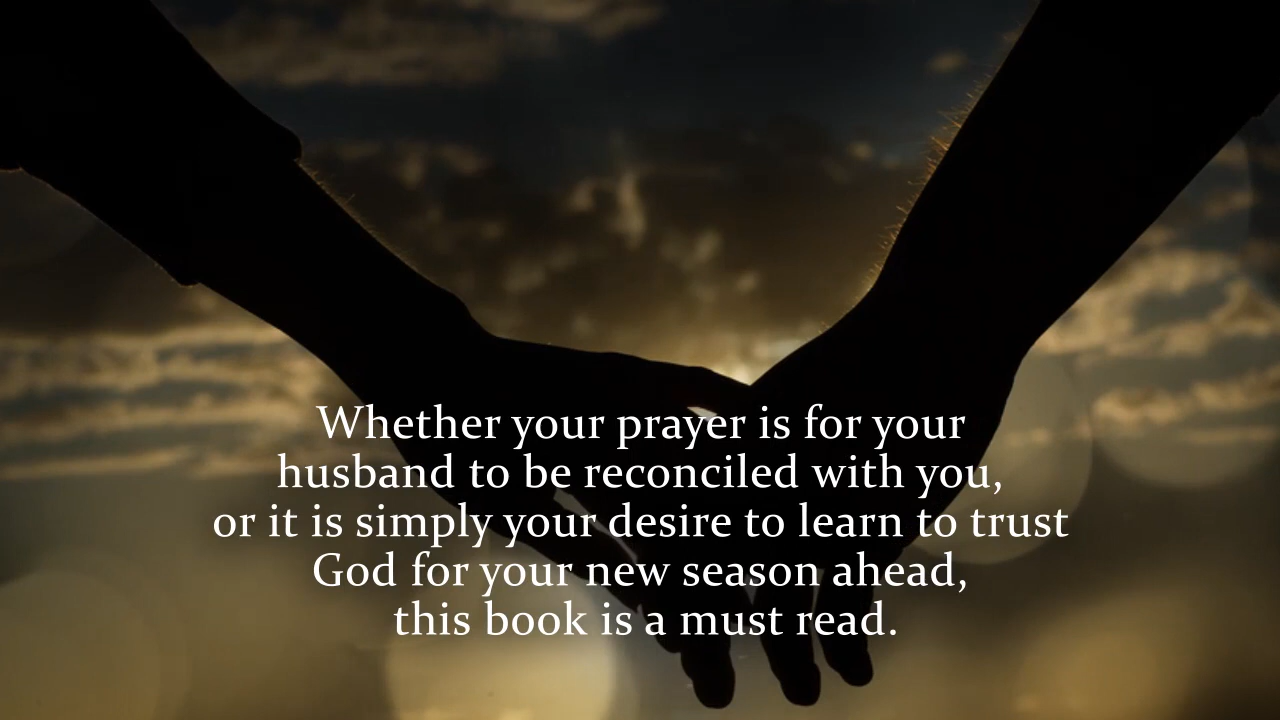 Whether your prayer is for your
husband to be reconciled with you,
or it is simply your desire to learn to trust
God for your new season ahead,
this book is a must read.